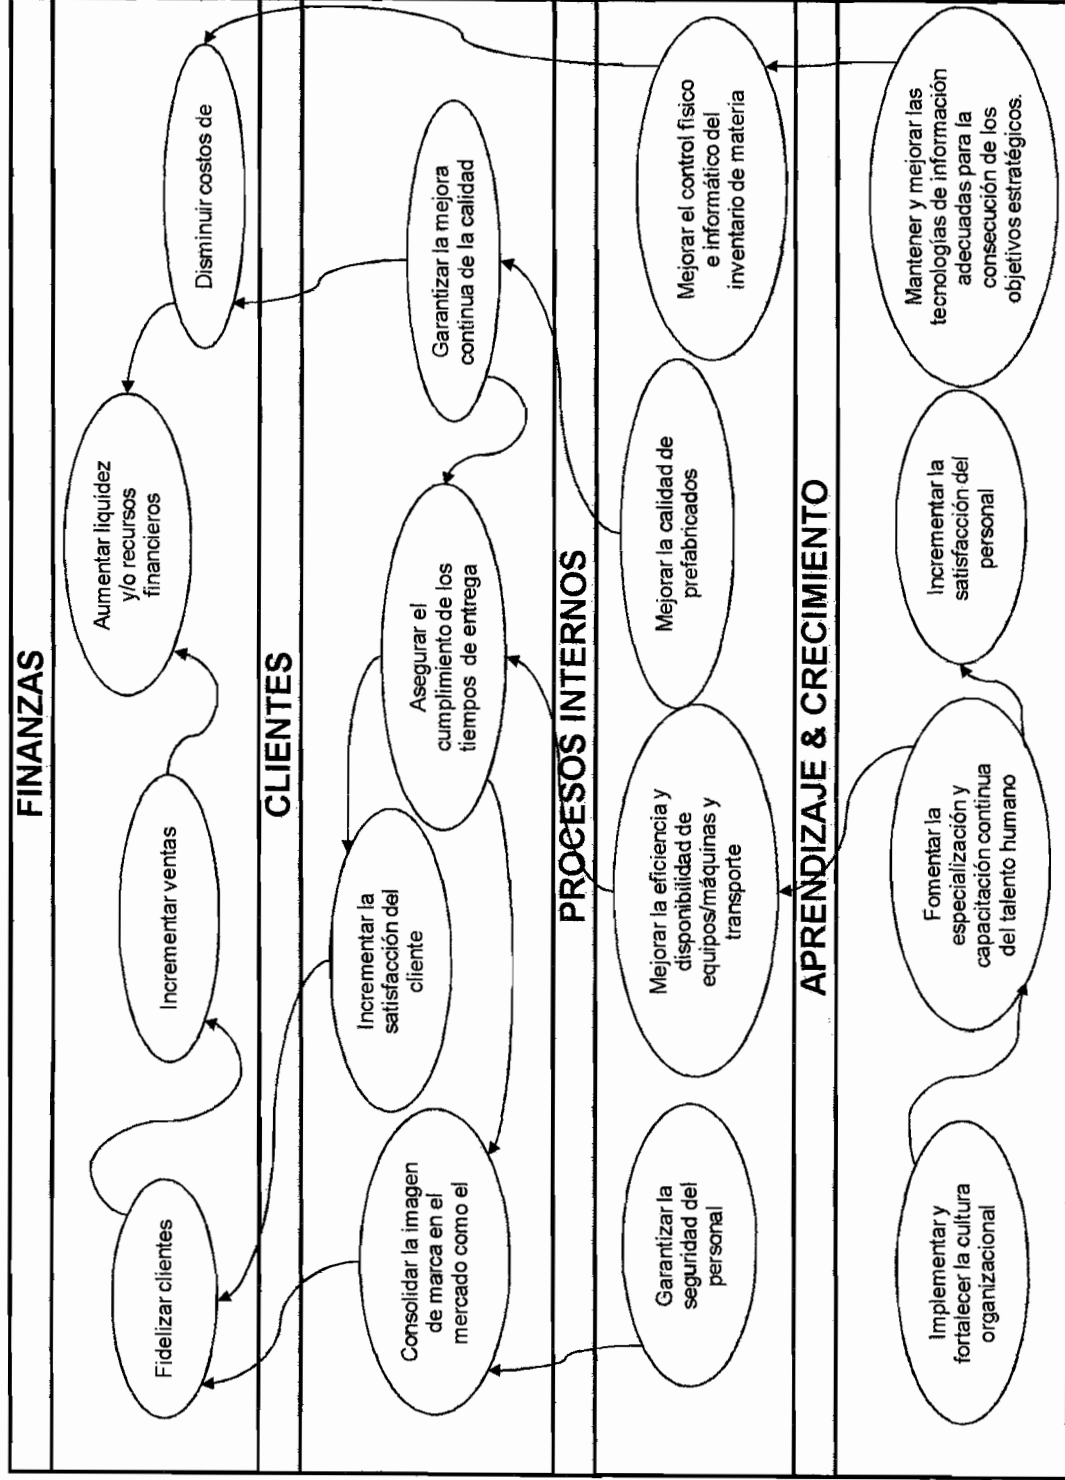 FINANZAS
Fidelizar clientes
Incrementar ventas
Aumentar liquidez
y/o recursos
financieros
Disminuir costos de
CLIENTES
Consolidar la imagen
de marca en el
mercado como el
Incrementar la
satisfacción del
cliente
Asegurar el
cumplimiento de los
tiempos de entrega
Garantizar la mejora
continua de la calidad
PROCESOS INTERNOS
Garantizar la
seguridad del
personal
Mejorar la eficiencia y
disponibilidad de
equipos/máquinas y
transporte
Mejorar la calidad de
prefabricados
Mejorar el control físico
e informático del
inventario de materia
APRENDIZAJE & CRECIMIENTO
Implementar y
fortalecer la cultura
organizacional
Fomentar la
especialización y
capacitación continua
del talento humano
Incrementar la
satisfacción del
personal
Mantener y mejorar las
tecnologías de información
adecuadas para la
consecución de los
objetivos estratégicos.